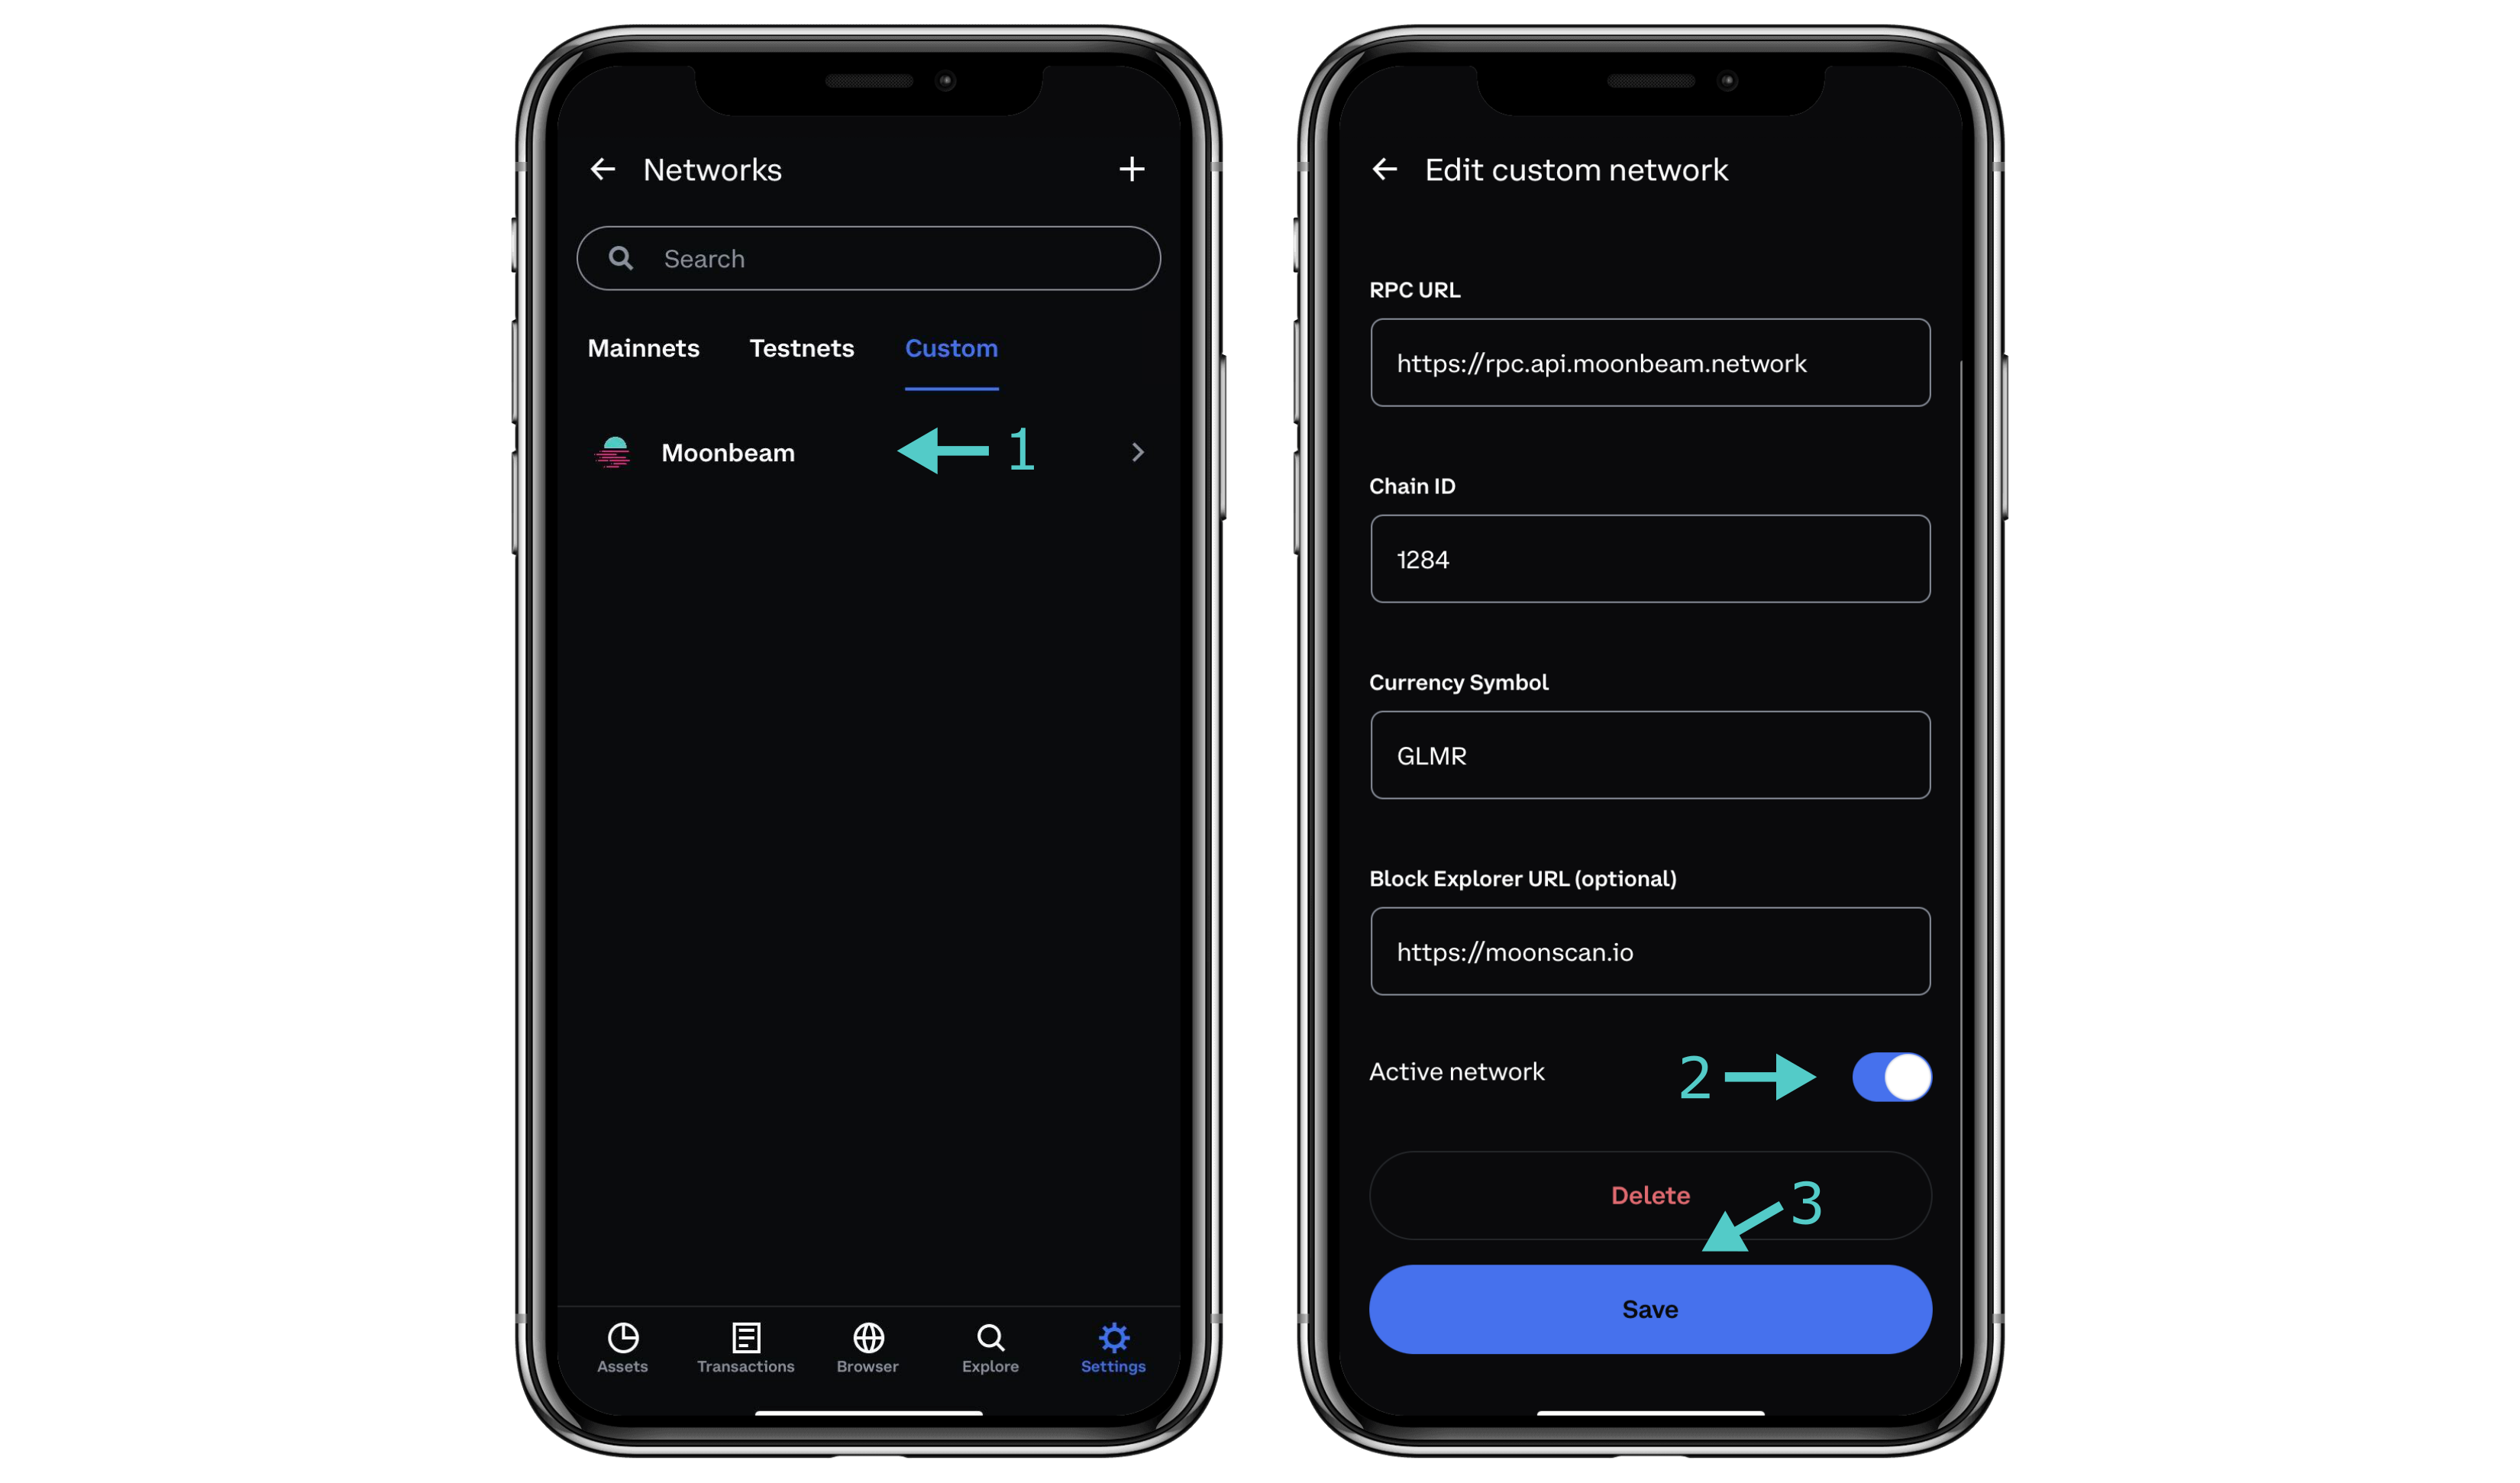 Networks
Search
Mainnets Testnets Custom
Moonbeam 1
Assets Transactions Browser Explore Settings
Edit custom network
RPC URL
https://rpc.api.moonbeam.network
Chain ID
1284
Currency Symbol
GLMR
Block Explorer URL (optional)
https://moonscan.io
Active network 2
Delete
3
Save